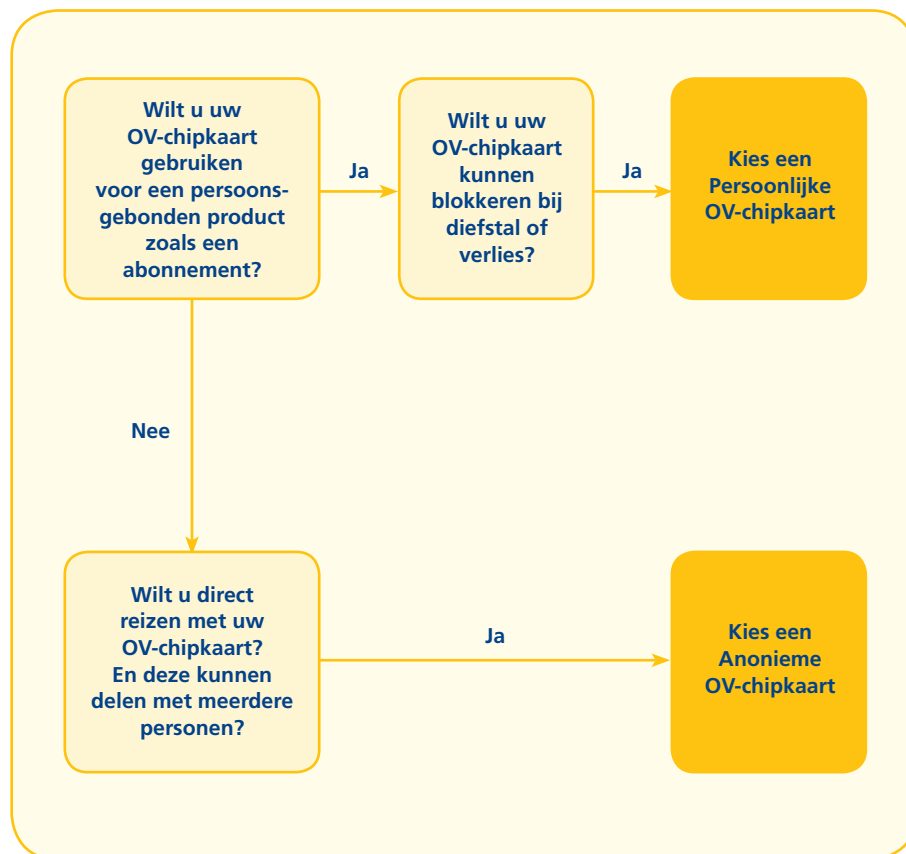 Wilt u uw
OV-chipkaart
gebruiken
voor een persoons-
gebonden product
zoals een
abonnement?
Ja
Wilt u uw
OV-chipkaart
kunnen
blokkeren bij
diefstal of
verlies?
Ja
Kies een
Persoonlijke
OV-chipkaart
Nee
Wilt u direct
reizen met uw
OV-chipkaart?
En deze kunnen
delen met meerdere
personen?
Ja
Kies een
Anonieme
OV-chipkaart